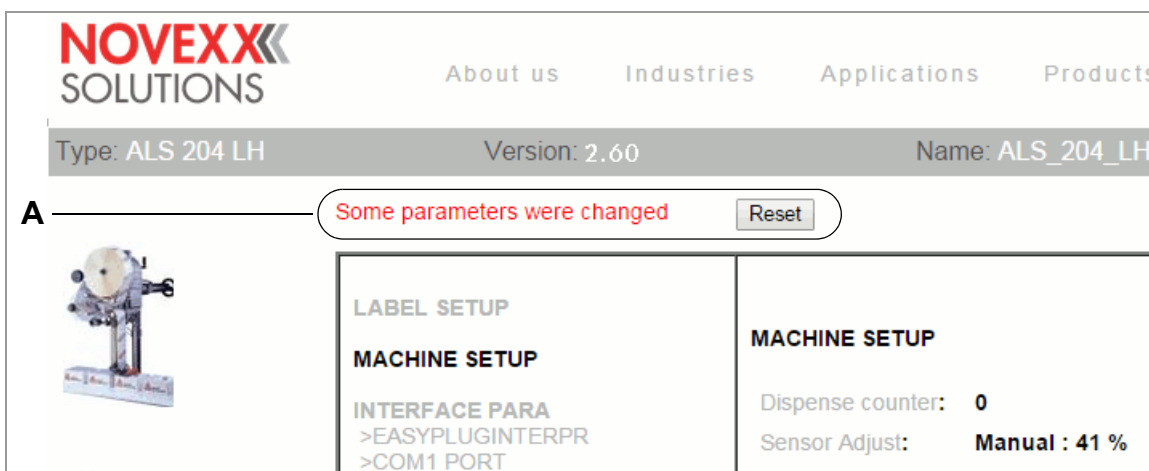 NOVEXX
SOLUTIONS
About us Industries Applications Products
Type: ALS 204 LH Version: 2.60 Name: ALS_204_LH
A
Some parameters were changed Reset
LABEL SETUP
MACHINE SETUP
INTERFACE PARA
>EASYPLUGINTERPR
>COM1 PORT
MACHINE SETUP
Dispense counter: 0
Sensor Adjust: Manual : 41 %